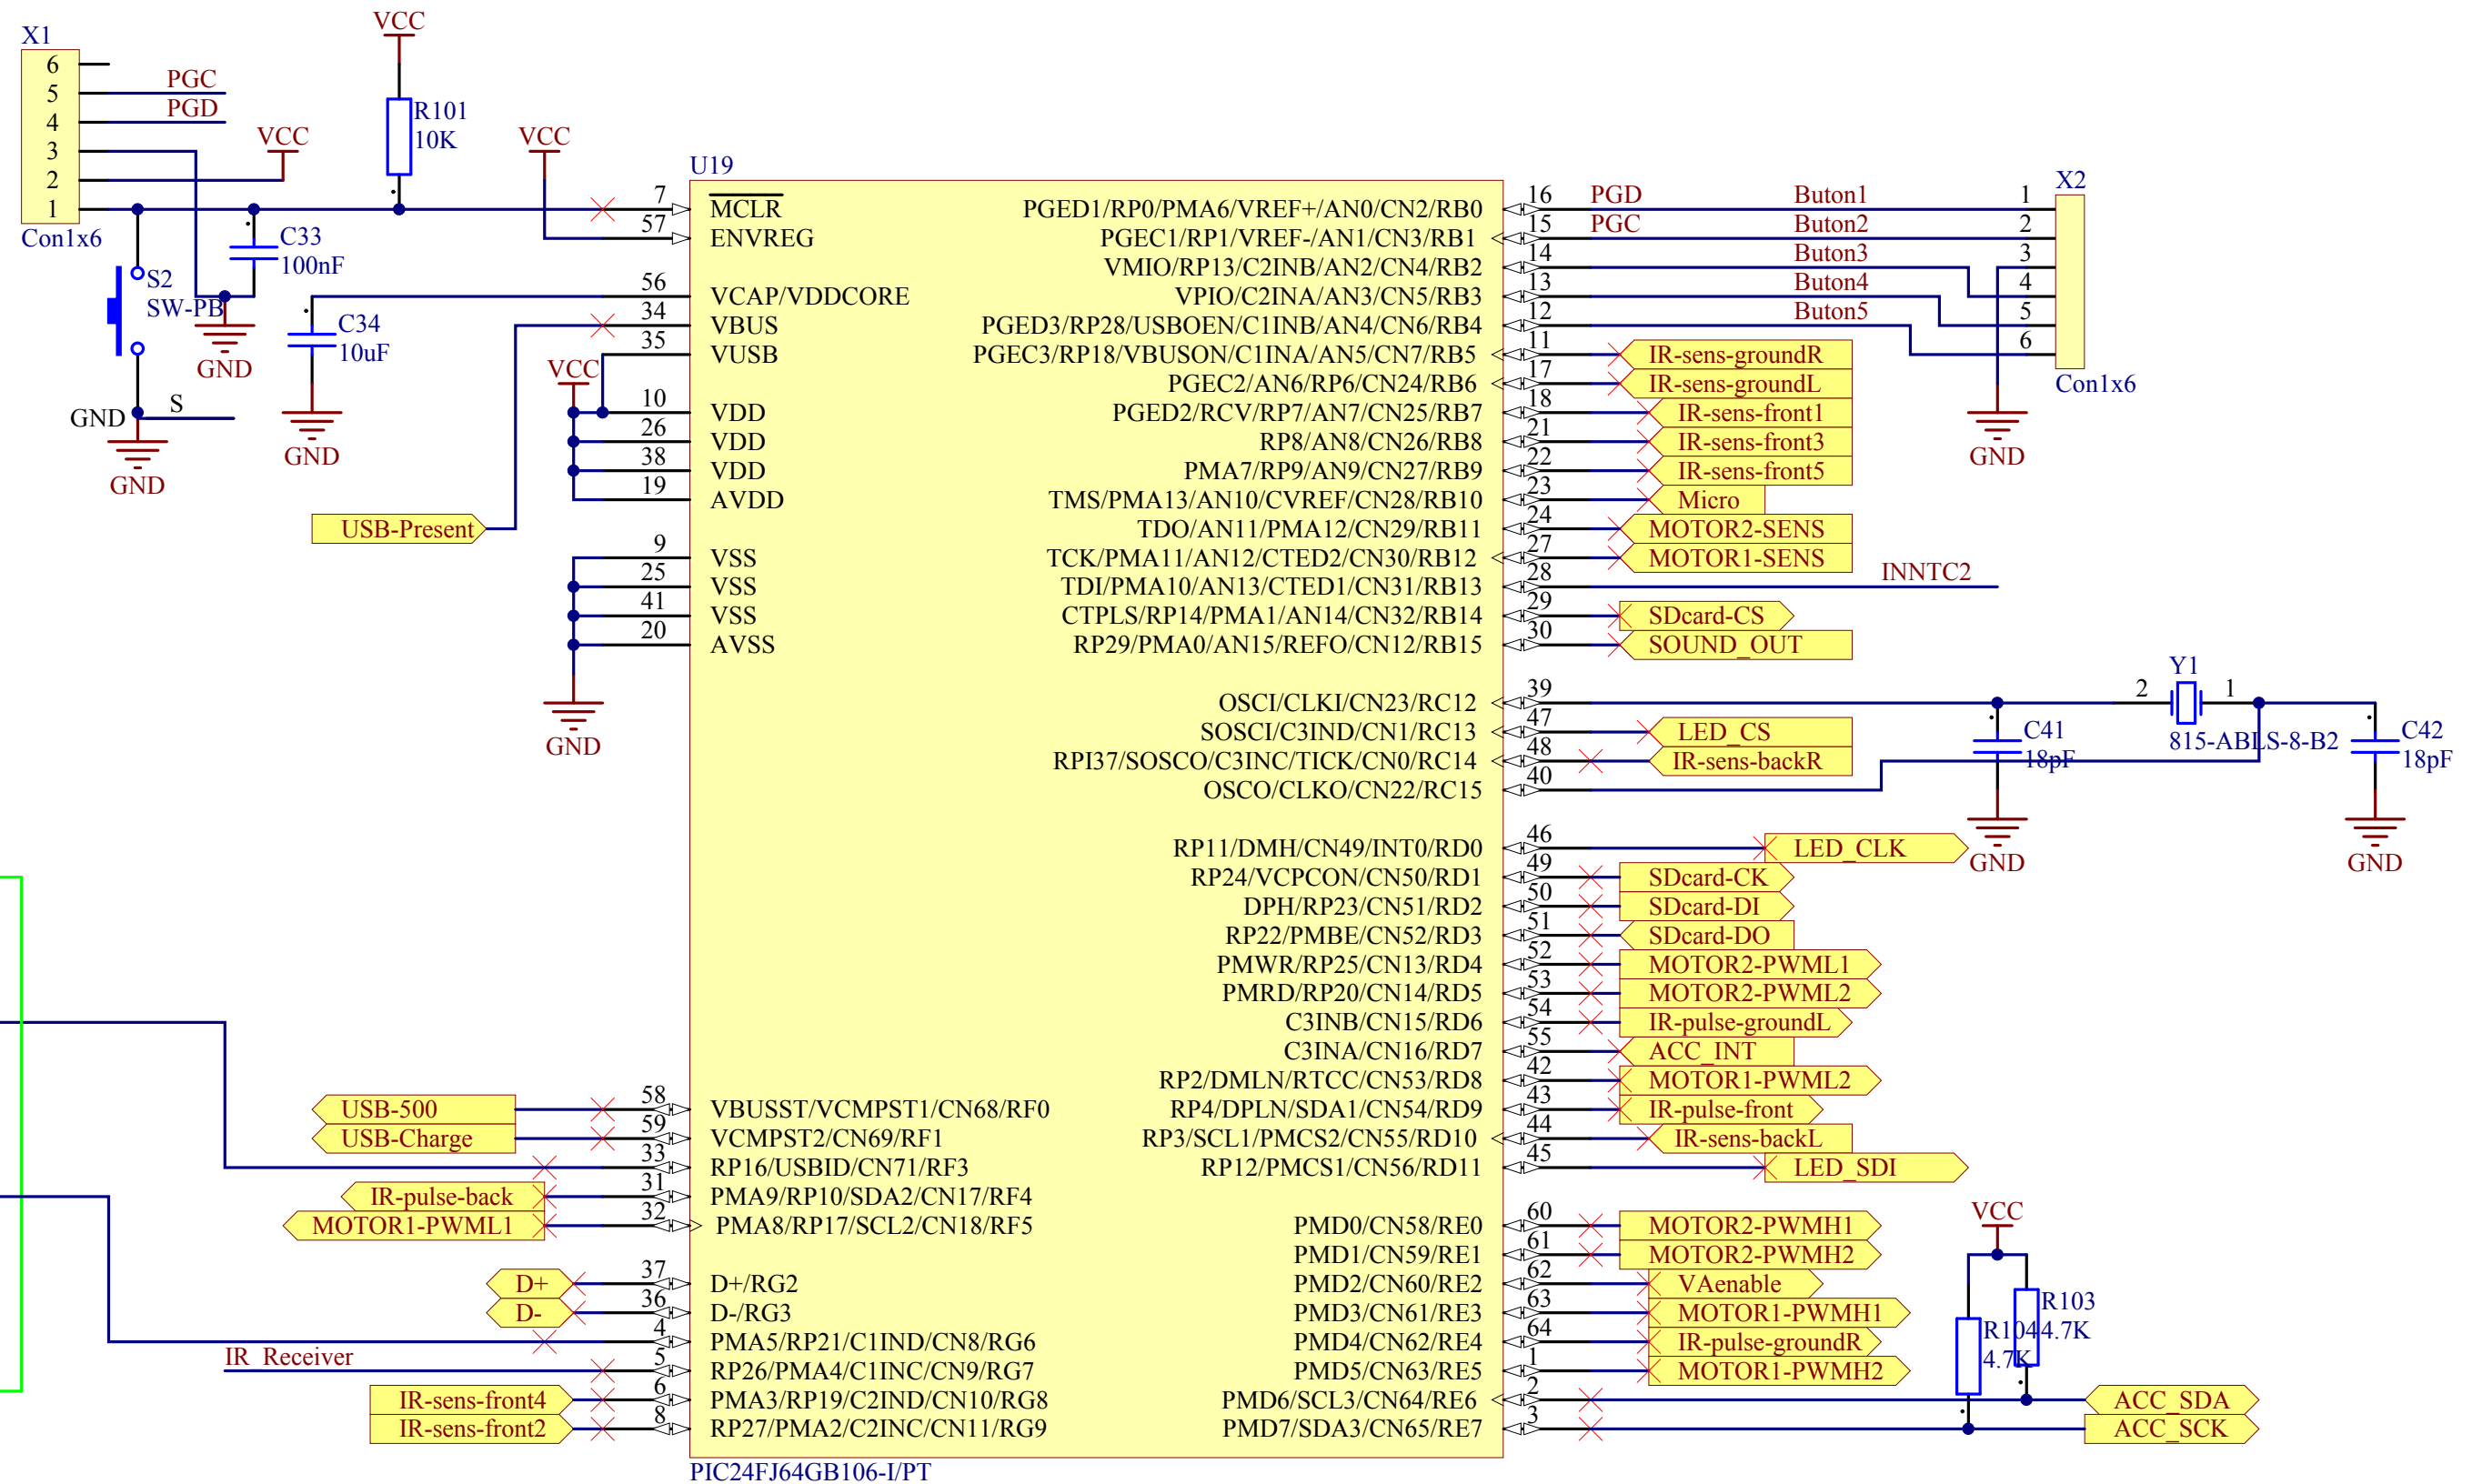 X1
6
5
4
3
2
1
Con1x6
PGC
PGD
VCC
VCC
R101
10K
VCC
C33
100nF
S2
SW-PB
GND
S
GND
GND
C34
10uF
GND
VCC
USB-Present
GND
U19
7 MCLR
57 ENVREG
56 VCAP/VDDCORE
34 VBUS
35 VUSB
10 VDD
26 VDD
38 VDD
19 AVDD
9 VSS
25 VSS
41 VSS
20 AVSS
USB-500 58 VBUSST/VCMPST1/CN68/RF0
USB-Charge 59 VCMPST2/CN69/RF1
33 RP16/USBID/CN71/RF3
IR-pulse-back 31 PMA9/RP10/SDA2/CN17/RF4
MOTOR1-PWML1 32 PMA8/RP17/SCL2/CN18/RF5
D+ 37 D+/RG2
D- 36 D-/RG3
4 PMA5/RP21/C1IND/CN8/RG6
IR_Receiver 5 RP26/PMA4/C1INC/CN9/RG7
IR-sens-front4 6 PMA3/RP19/C2IND/CN10/RG8
IR-sens-front2 8 RP27/PMA2/C2INC/CN11/RG9
PIC24FJ64GB106-I/PT
PGED1/RP0/PMA6/VREF+/AN0/CN2/RB0 16 PGD Buton1 1
PGEC1/RP1/VREF-/AN1/CN3/RB1 15 PGC Buton2 2
VMIO/RP13/C2INB/AN2/CN4/RB2 14 Buton3 3
VPIO/C2INA/AN3/CN5/RB3 13 Buton4 4
PGED3/RP28/USBOEN/C1INB/AN4/CN6/RB4 12 Buton5 5
PGEC3/RP18/VBUSON/C1INA/AN5/CN7/RB5 11 IR-sens-groundR 6
X2
Con1x6
GND
PGEC2/AN6/RP6/CN24/RB6 17 IR-sens-groundL
PGED2/RCV/RP7/AN7/CN25/RB7 18 IR-sens-front1
RP8/AN8/CN26/RB8 21 IR-sens-front3
PMA7/RP9/AN9/CN27/RB9 22 IR-sens-front5
TMS/PMA13/AN10/CVREF/CN28/RB10 23 Micro
TDO/AN11/PMA12/CN29/RB11 24 MOTOR2-SENS
TCK/PMA11/AN12/CTED2/CN30/RB12 27 MOTOR1-SENS
TDI/PMA10/AN13/CTED1/CN31/RB13 28 INNTC2
CTPLS/RP14/PMA1/AN14/CN32/RB14 29 SDcard-CS
RP29/PMA0/AN15/REFO/CN12/RB15 30 SOUND_OUT
OSCI/CLKI/CN23/RC12 39
SOSCI/C3IND/CN1/RC13 47 LED_CS
RPI37/SOSCO/C3INC/TICK/CN0/RC14 48 IR-sens-backR
OSCO/CLKO/CN22/RC15 40
Y1
2 1
815-ABLS-8-B2
C41
18pF
C42
18pF
GND
GND
RP11/DMH/CN49/INT0/RD0 46 LED_CLK
RP24/VCPCON/CN50/RD1 49 SDcard-CK
DPH/RP23/CN51/RD2 50 SDcard-DI
RP22/PMBE/CN52/RD3 51 SDcard-DO
PMWR/RP25/CN13/RD4 52 MOTOR2-PWML1
PMRD/RP20/CN14/RD5 53 MOTOR2-PWML2
C3INB/CN15/RD6 54 IR-pulse-groundL
C3INA/CN16/RD7 55 ACC_INT
RP2/DMLN/RTCC/CN53/RD8 42 MOTOR1-PWML2
RP4/DPLN/SDA1/CN54/RD9 43 IR-pulse-front
RP3/SCL1/PMCS2/CN55/RD10 44 IR-sens-backL
RP12/PMCS1/CN56/RD11 45 LED_SDI
PMD0/CN58/RE0 60 MOTOR2-PWMH1
PMD1/CN59/RE1 61 MOTOR2-PWMH2
PMD2/CN60/RE2 62 VAenable
PMD3/CN61/RE3 63 MOTOR1-PWMH1
PMD4/CN62/RE4 64 IR-pulse-groundR
PMD5/CN63/RE5 1 MOTOR1-PWMH2
PMD6/SCL3/CN64/RE6 2 ACC_SDA
PMD7/SDA3/CN65/RE7 3 ACC_SCK
VCC
R103
4.7K
R104
4.7K